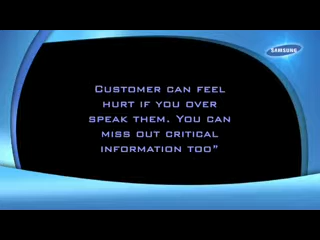 SAMSUNG
CUSTOMER CAN FEEL
HURT IF YOU OVER
SPEAK THEM. YOU CAN
MISS OUT CRITICAL
INFORMATION TOO”